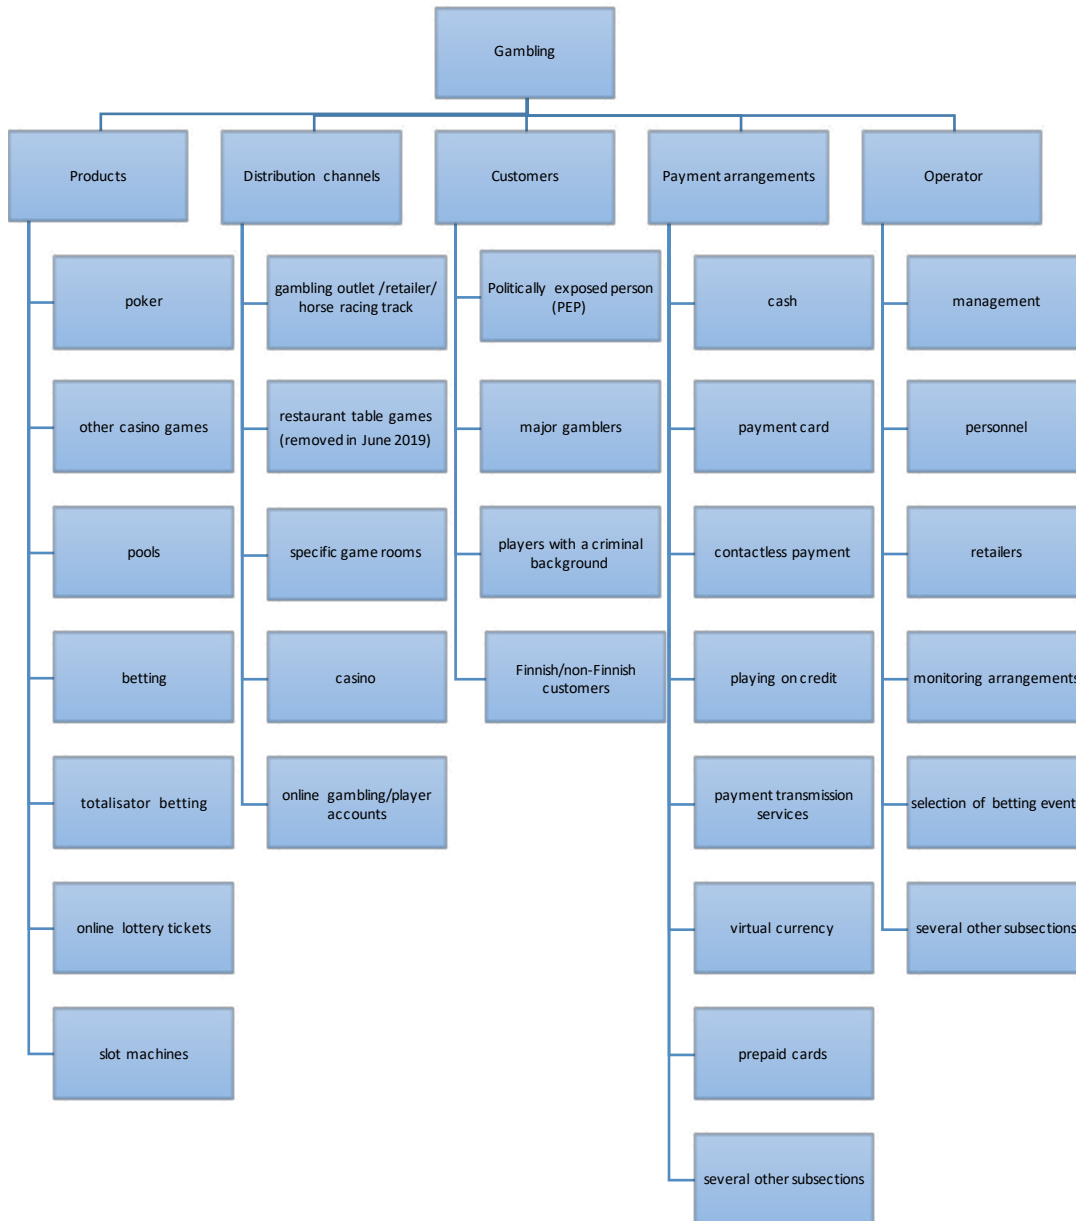 Gambling
Products
Distribution channels
Customers
Payment arrangements
Operator
poker
other casino games
pools
betting
totalisator betting
online lottery tickets
slot machines
gambling outlet /retailer/
horse racing track
restaurant table games
(removed in June 2019)
specific game rooms
casino
online gambling/player
accounts
Politically exposed person
(PEP)
major gamblers
players with a criminal
background
Finnish/non-Finnish
customers
cash
payment card
contactless payment
playing on credit
payment transmission
services
virtual currency
prepaid cards
several other subsections
management
personnel
retailers
monitoring arrangements
selection of betting event
several other subsections